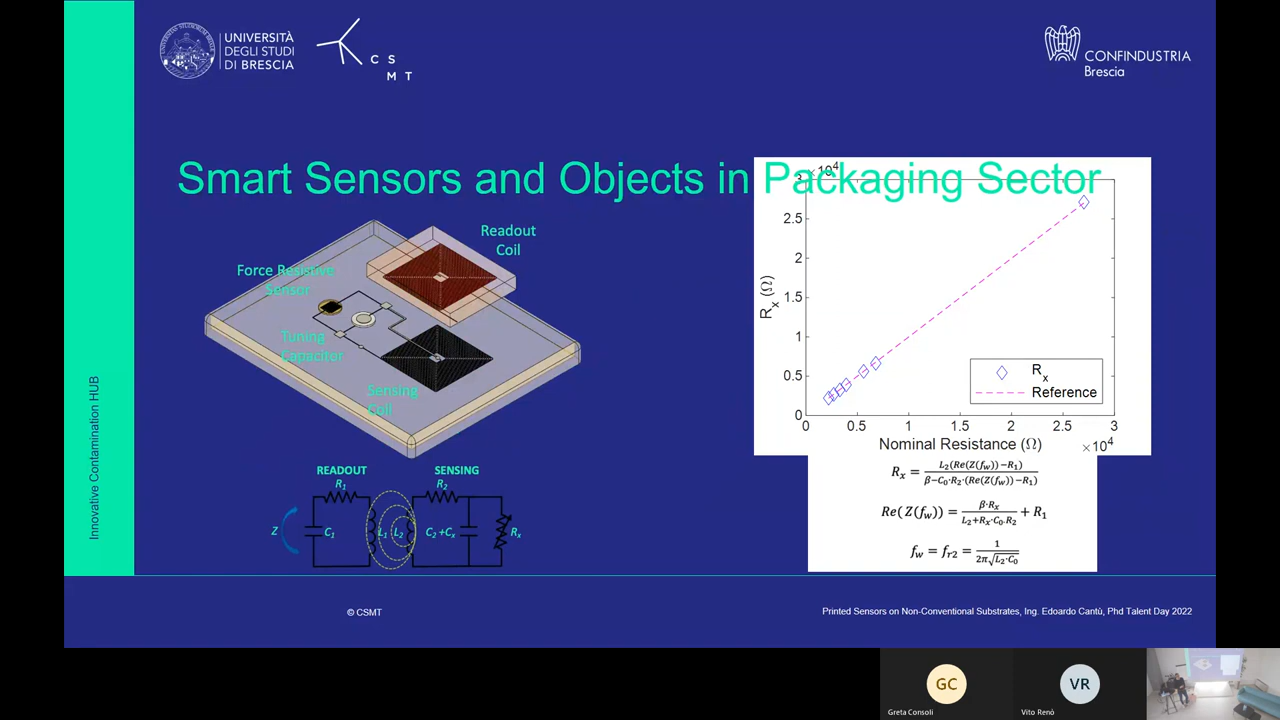 UNIVERSITÀ
DEGLI STUDI
DI BRESCIA
C S
M T
CONFINDUSTRIA
Brescia
Smart Sensors and Objects in Packaging Sector
Readout
Coil
Force Resistive
Sensor
Tuning
Capacitor
Sensing
Coil
READOUT SENSING
R1 R2
Z C1 L1 L2 C2+Cx Rx
×10^4
3
2.5
2
1.5
1
0.5
0
Rx (Ω)
Rx
Reference
0 0.5 1 1.5 2 2.5 3
Nominal Resistance (Ω) ×10^4
Rx = L2(Re(Z(fw))−R1) / β−C0·R2·(Re(Z(fw))−R1)
Re(Z(fw)) = β·Rx / L2+Rx·C0·R2 + R1
fw = fr2 = 1 / 2π√L2·C0
Innovative Contamination HUB
© CSMT
Printed Sensors on Non-Conventional Substrates, Ing. Edoardo Cantù, Phd Talent Day 2022
GC
Greta Consoli
VR
Vito Renò